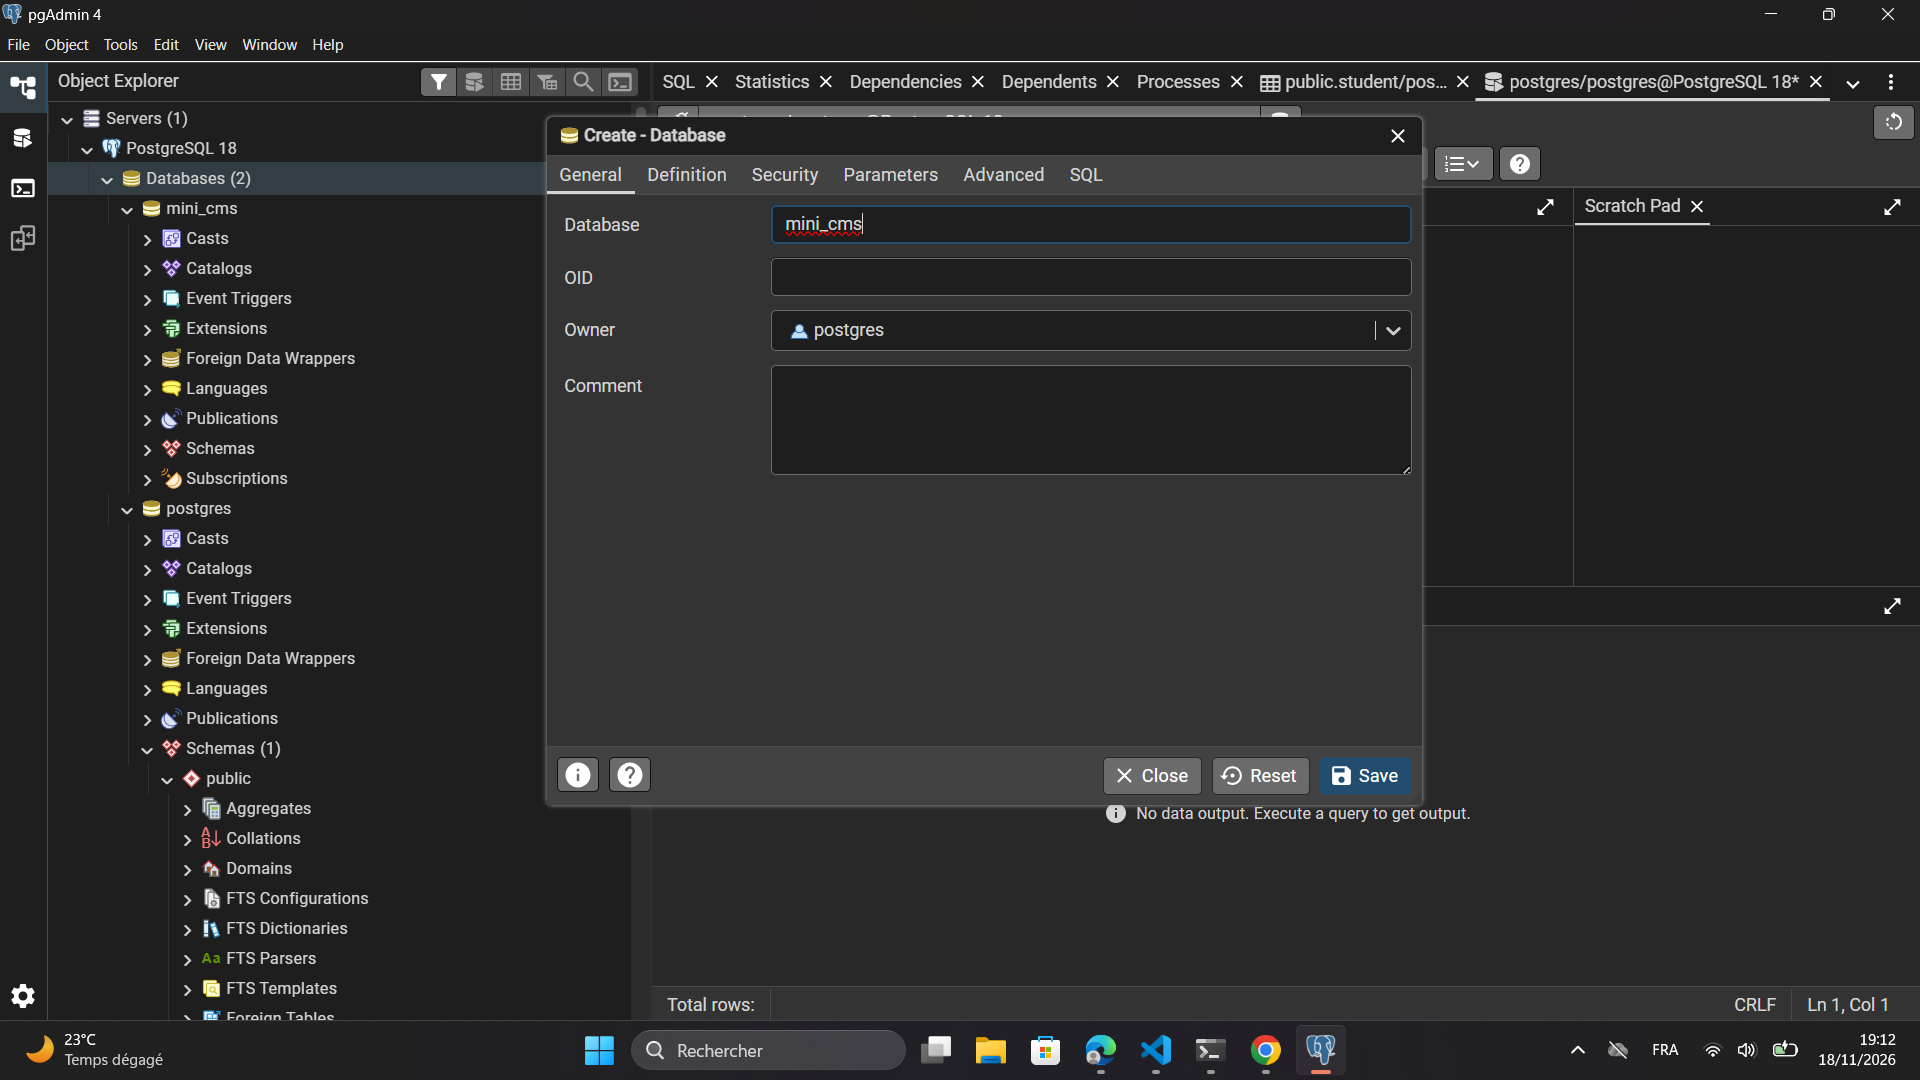 pgAdmin 4
File Object Tools Edit View Window Help
Object Explorer
SQL Statistics Dependencies Dependents Processes public.student/pos... postgres/postgres@PostgreSQL 18*
Servers (1)
PostgreSQL 18
Databases (2)
mini_cms
Casts
Catalogs
Event Triggers
Extensions
Foreign Data Wrappers
Languages
Publications
Schemas
Subscriptions
postgres
Casts
Catalogs
Event Triggers
Extensions
Foreign Data Wrappers
Languages
Publications
Schemas (1)
public
Aggregates
Collations
Domains
FTS Configurations
FTS Dictionaries
FTS Parsers
FTS Templates
Foreign Tables
Create - Database
General Definition Security Parameters Advanced SQL
Database mini_cms
OID
Owner postgres
Comment
Close Reset Save
Scratch Pad
No data output. Execute a query to get output.
Total rows:
CRLF Ln 1, Col 1
23°C
Temps dégagé
Rechercher
FRA
19:12
18/11/2026